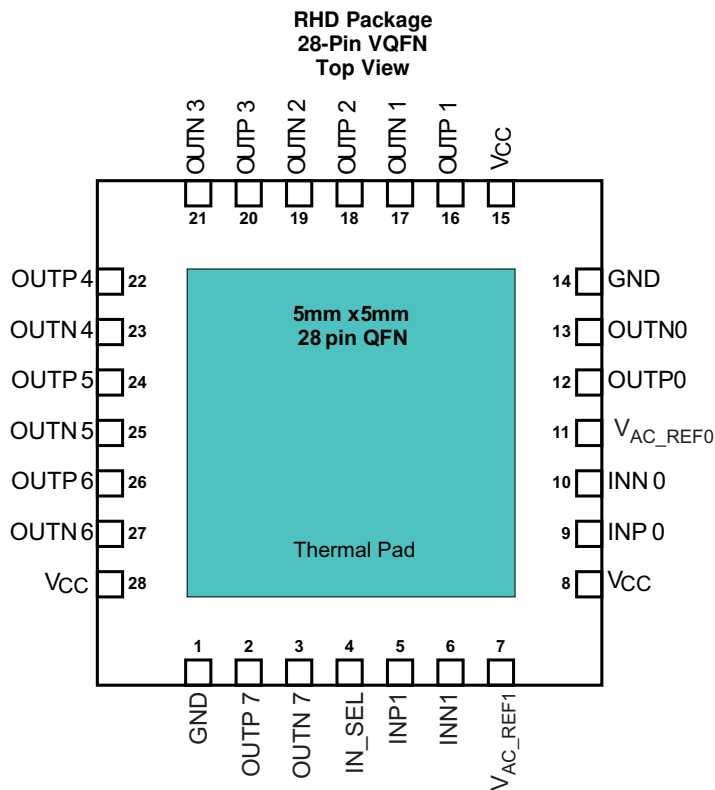 RHD Package
28-Pin VQFN
Top View
OUTN 3
OUTP 3
OUTN 2
OUTP 2
OUTN 1
OUTP 1
VCC
21
20
19
18
17
16
15
OUTP 4 22
OUTN 4 23
OUTP 5 24
OUTN 5 25
OUTP 6 26
OUTN 6 27
VCC 28
5mm x5mm
28 pin QFN
Thermal Pad
14 GND
13 OUTN0
12 OUTP0
11 VAC_REF0
10 INN 0
9 INP 0
8 VCC
1
2
3
4
5
6
7
GND
OUTP 7
OUTN 7
IN_SEL
INP1
INN1
VAC_REF1